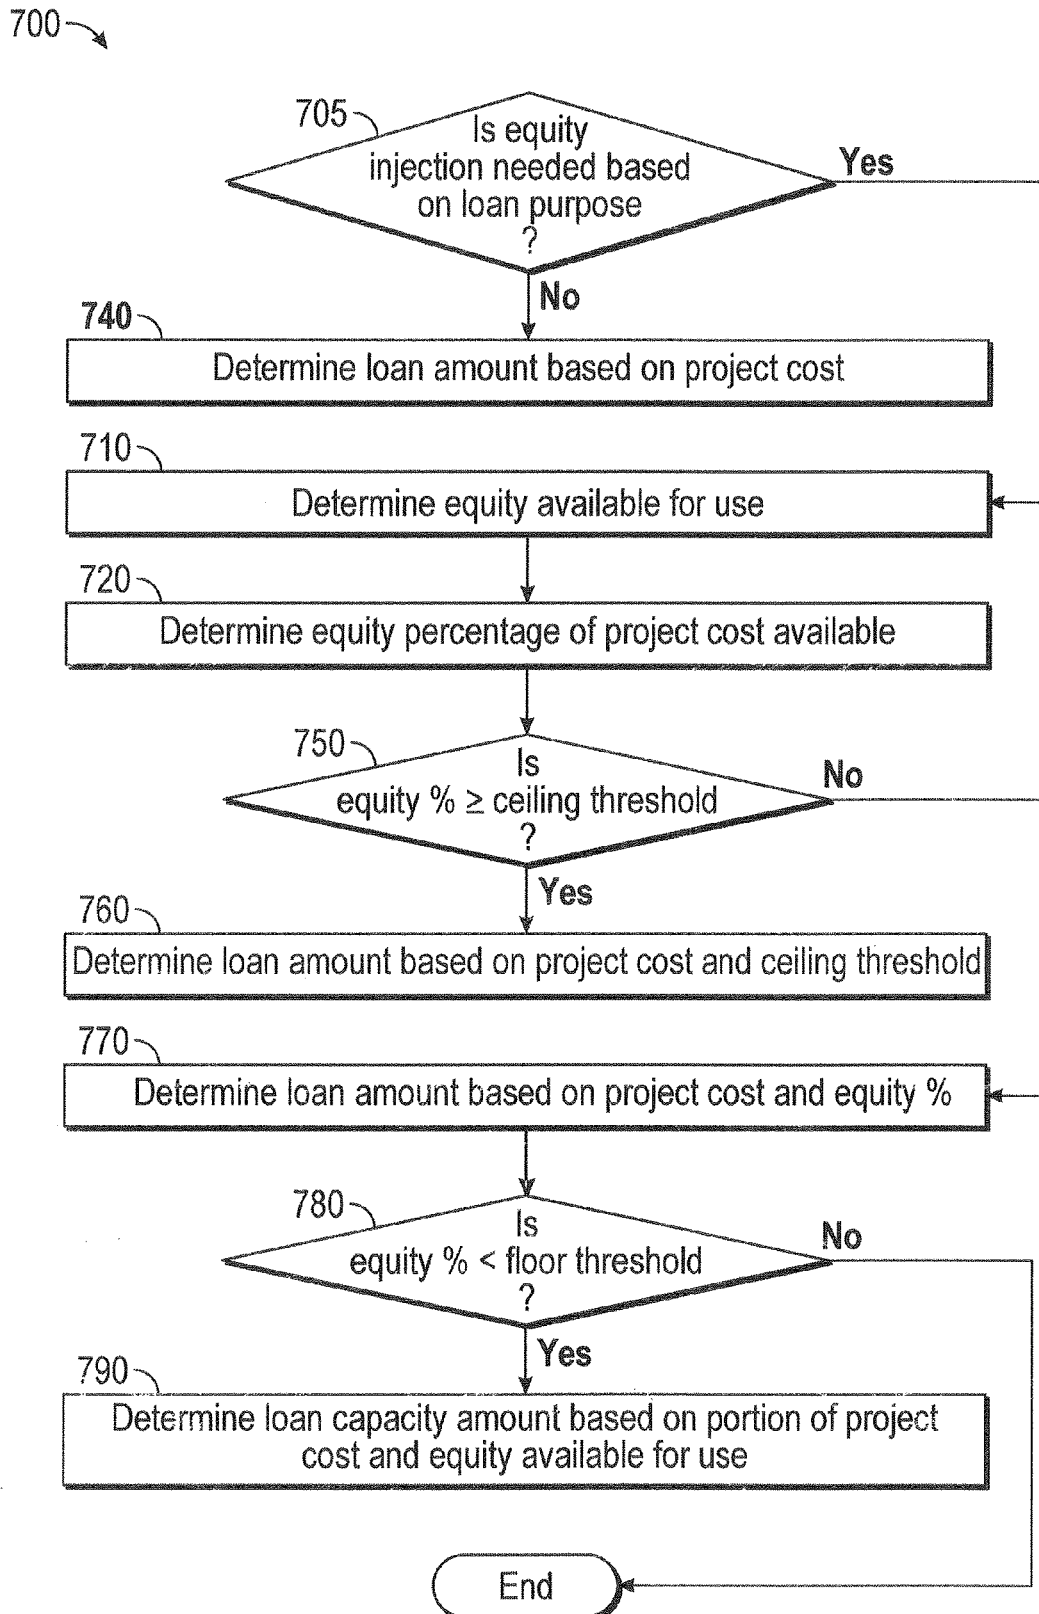 700
705
Is equity
injection needed based
on loan purpose
?
Yes
No
740
Determine loan amount based on project cost
710
Determine equity available for use
720
Determine equity percentage of project cost available
750
Is
equity % ≥ ceiling threshold
?
No
Yes
760
Determine loan amount based on project cost and ceiling threshold
770
Determine loan amount based on project cost and equity %
780
Is
equity % < floor threshold
?
No
Yes
790
Determine loan capacity amount based on portion of project
cost and equity available for use
End